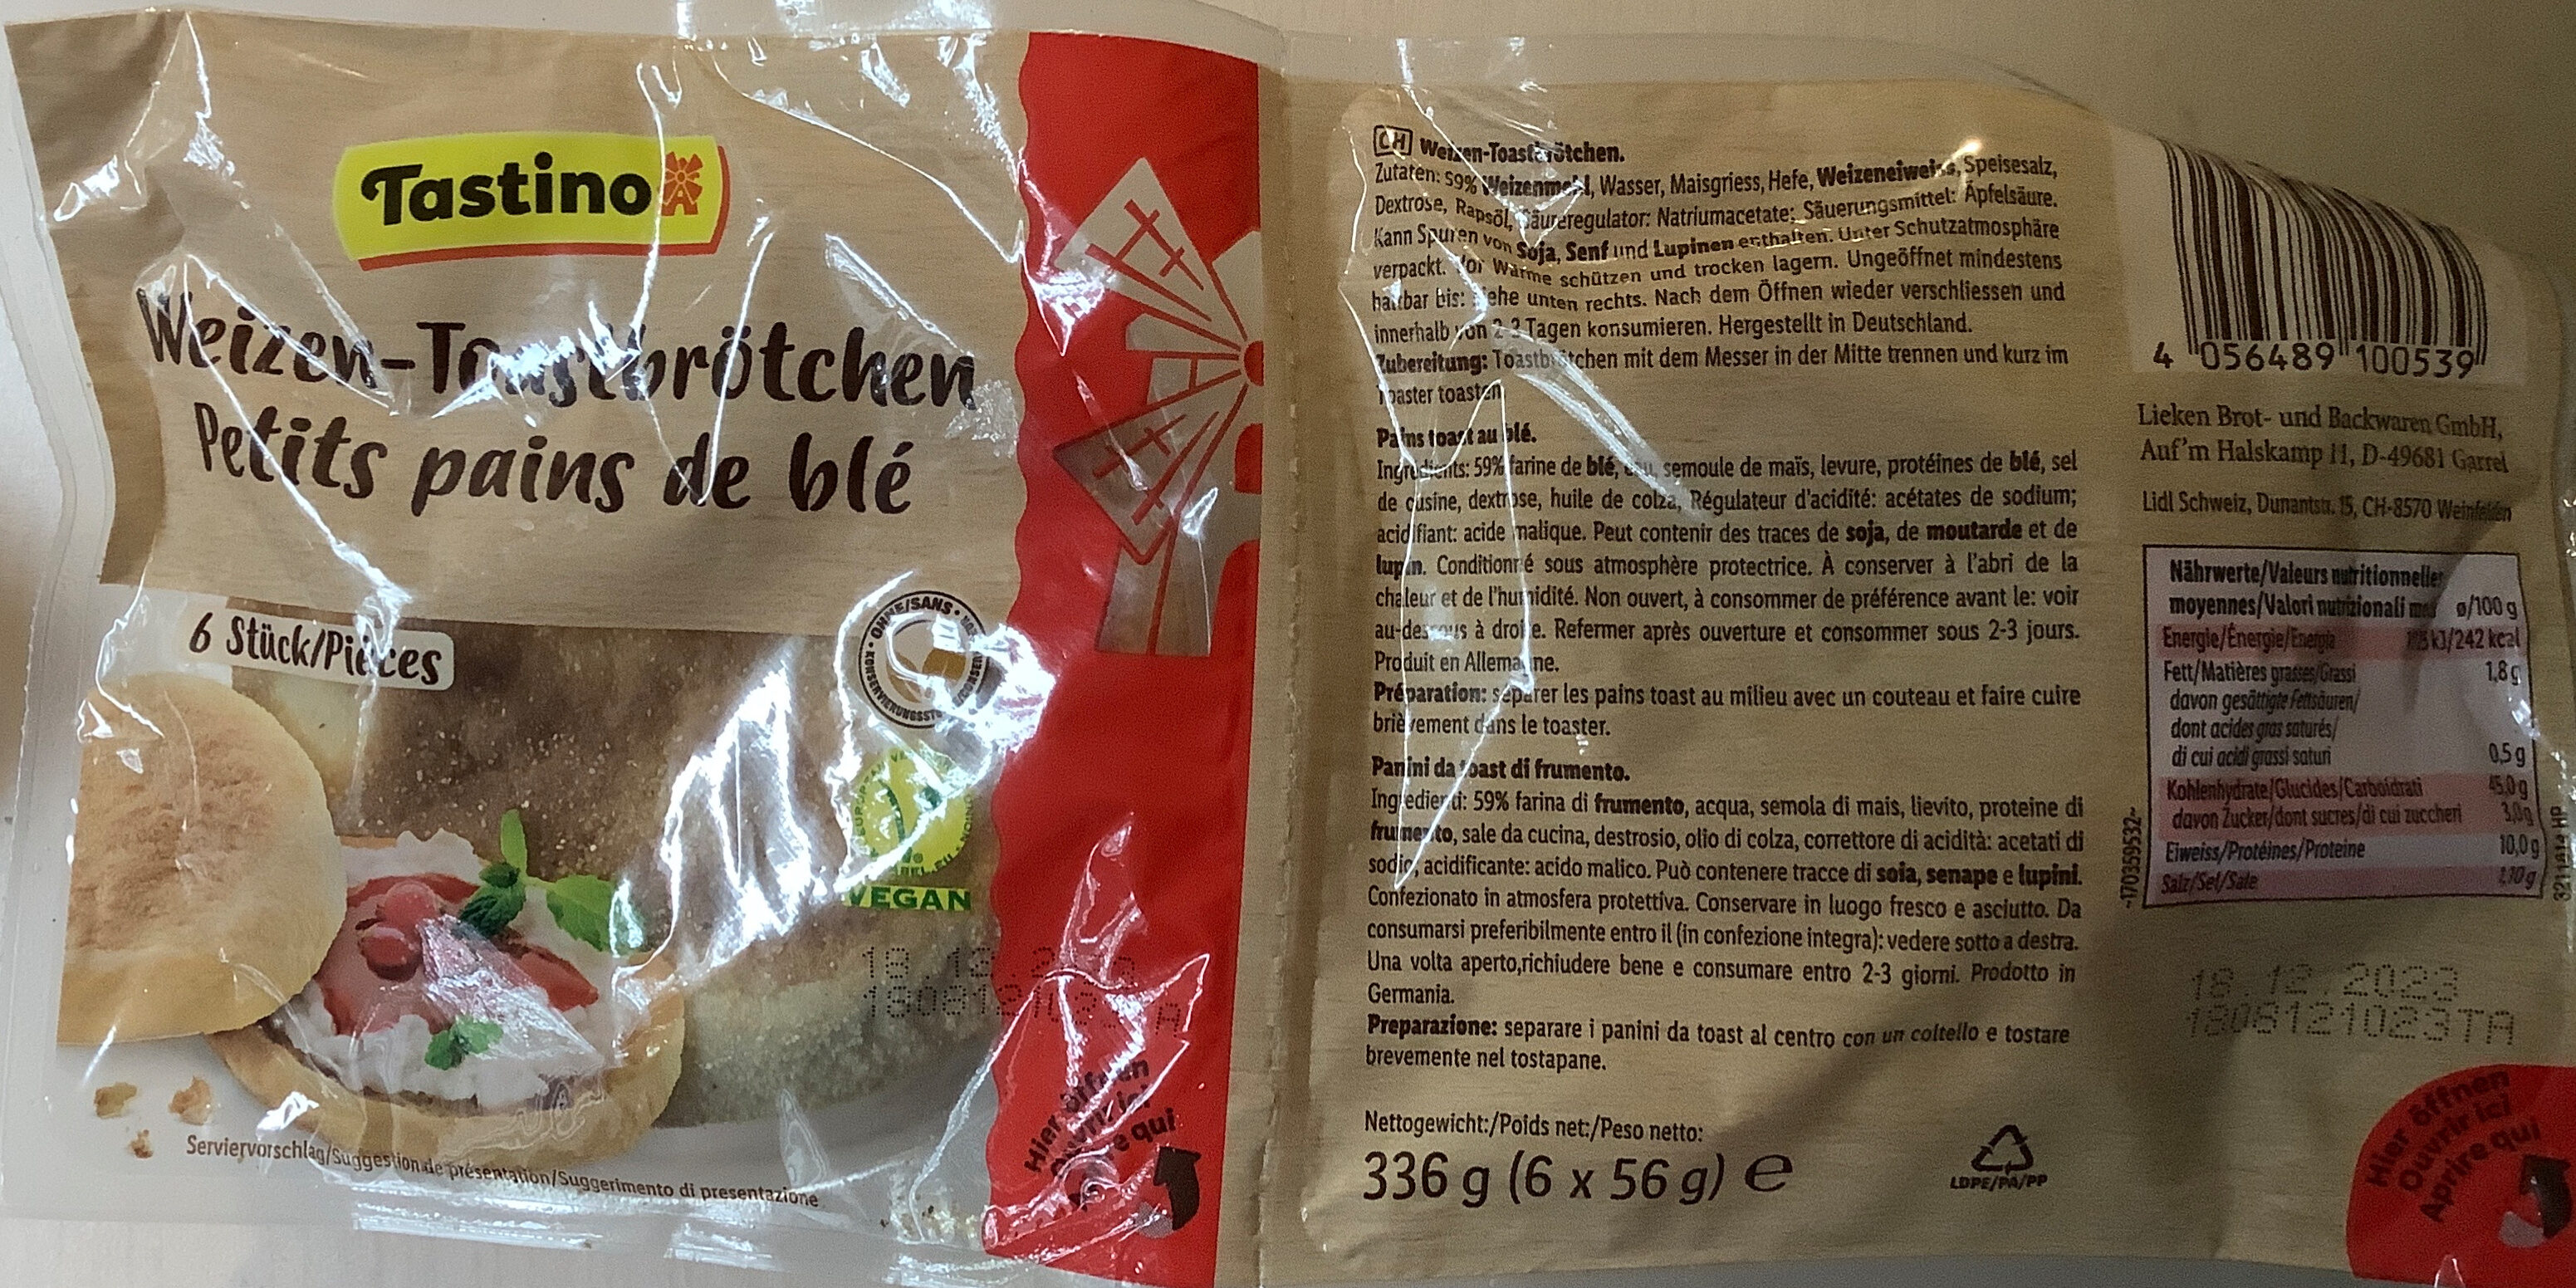 Tastino
Weizen-Toastbrötchen
Petits pains de blé
6 Stück/Pièces
OHNE/SANS
VEGAN
18.12.2
Hier öffnen
Ouvrir ici
Aprire qui
Serviervorschlag/Suggestion de présentation/Suggerimento di presentazione
CH Weizen-Toastbrötchen.
Zutaten: 59% Weizenmehl, Wasser, Maisgriess, Hefe, Weizeneiweiss, Speisesalz,
Dextrose, Rapsöl, Säureregulator: Natriumacetate; Säuerungsmittel: Äpfelsäure.
Kann Spuren von Soja, Senf und Lupinen enthalten. Unter Schutzatmosphäre
verpackt. Vor Wärme schützen und trocken lagern. Ungeöffnet mindestens
haltbar bis: siehe unten rechts. Nach dem Öffnen wieder verschliessen und
innerhalb von 2-3 Tagen konsumieren. Hergestellt in Deutschland.
Zubereitung: Toastbrötchen mit dem Messer in der Mitte trennen und kurz im
Toaster toasten.
Pains toast au blé.
Ingrédients: 59% farine de blé, eau, semoule de maïs, levure, protéines de blé, sel
de cusine, dextrose, huile de colza, Régulateur d'acidité: acétates de sodium;
acidifiant: acide malique. Peut contenir des traces de soja, de moutarde et de
lupin. Conditionné sous atmosphère protectrice. À conserver à l'abri de la
chaleur et de l'humidité. Non ouvert, à consommer de préférence avant le: voir
au-dessous à droite. Refermer après ouverture et consommer sous 2-3 jours.
Produit en Allemagne.
Préparation: séparer les pains toast au milieu avec un couteau et faire cuire
brièvement dans le toaster.
Panini da toast di frumento.
Ingredienti: 59% farina di frumento, acqua, semola di mais, lievito, proteine di
frumento, sale da cucina, destrosio, olio di colza, correttore di acidità: acetati di
sodio, acidificante: acido malico. Può contenere tracce di soia, senape e lupini.
Confezionato in atmosfera protettiva. Conservare in luogo fresco e asciutto. Da
consumarsi preferibilmente entro il (in confezione integra): vedere sotto a destra.
Una volta aperto,richiudere bene e consumare entro 2-3 giorni. Prodotto in
Germania.
Preparazione: separare i panini da toast al centro con un coltello e tostare
brevemente nel tostapane.
Nettogewicht:/Poids net:/Peso netto:
336 g (6 x 56 g) e
LDPE/PA/PP
4 056489 100539
Lieken Brot- und Backwaren GmbH,
Auf'm Halskamp 11, D-49681 Garrel
Lidl Schweiz, Dunantstr. 15, CH-8570 Weinfelden
Nährwerte/Valeurs nutritionnelles
moyennes/Valori nutrizionali medi ø/100 g
Energie/Énergie/Energia kJ/242 kcal
Fett/Matières grasses/Grassi 1,8 g
davon gesättigte Fettsäuren/
dont acides gras saturés/
di cui acidi grassi saturi 0,5 g
Kohlenhydrate/Glucides/Carboidrati 45,0 g
davon Zucker/dont sucres/di cui zuccheri 3,0 g
Eiweiss/Protéines/Proteine 10,0 g
Salz/Sel/Sale 1,10 g
-170359532-
18.12.2023
1808121023TA
Hier öffnen
Ouvrir ici
Aprire qui